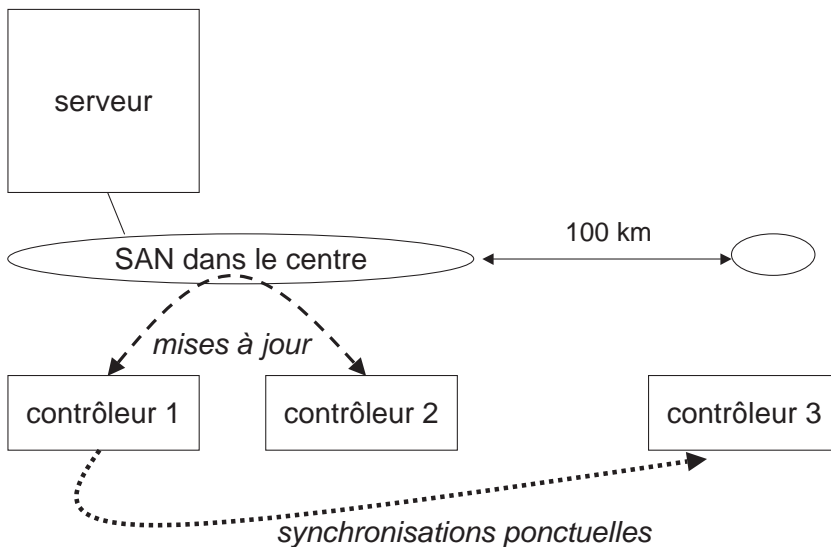 serveur
100 km
SAN dans le centre
mises à jour
contrôleur 1
contrôleur 2
contrôleur 3
synchronisations ponctuelles